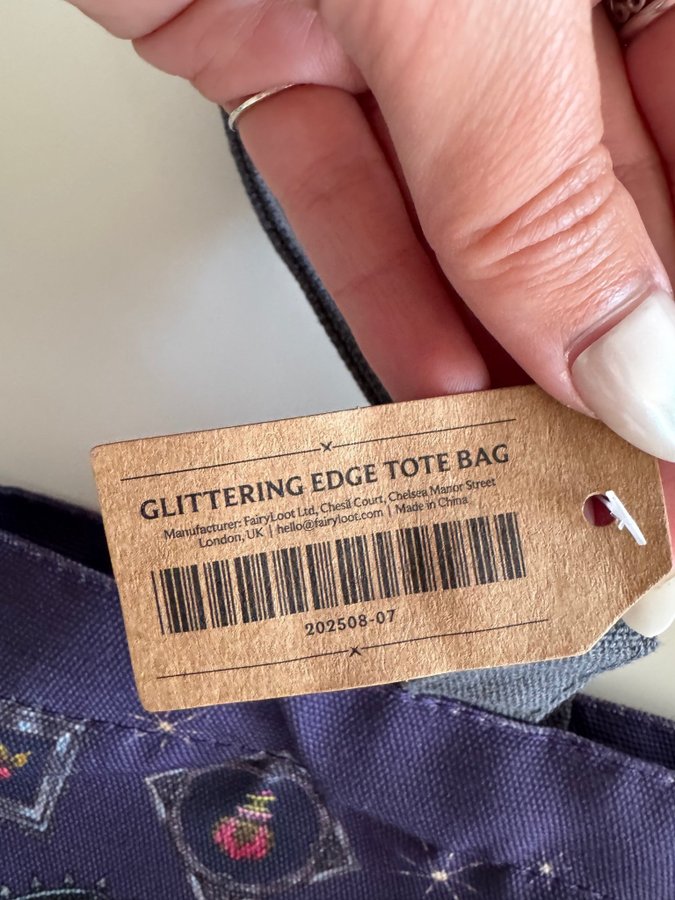 GLITTERING EDGE TOTE BAG
Manufacturer: FairyLoot Ltd, Chesil Court, Chelsea Manor Street
London, UK | hello@fairyloot.com | Made in China
202508-07